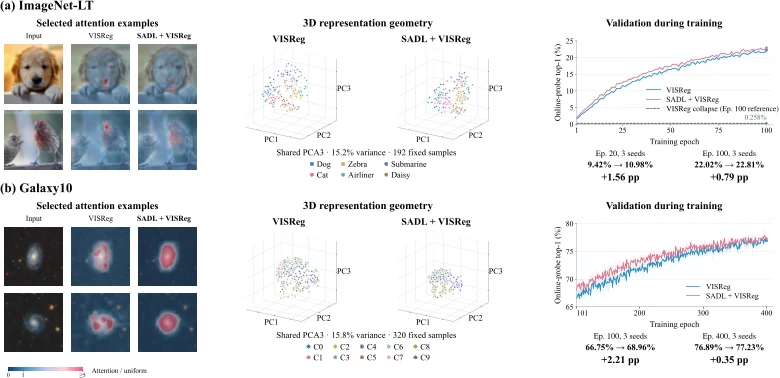 (a) ImageNet-LT
Selected attention examples
Input VISReg SADL + VISReg
3D representation geometry
VISReg SADL + VISReg
PC3
PC2
PC1
PC3
PC2
PC1
Shared PCA3 · 15.2% variance · 192 fixed samples
Dog Zebra Submarine
Cat Airliner Daisy
Validation during training
Online-probe top-1 (%)
25
20
15
10
5
0
VISReg
SADL + VISReg
VISReg collapse (Ep. 100 reference)
0.258%
1 25 50 75 100
Training epoch
Ep. 20, 3 seeds Ep. 100, 3 seeds
9.42% → 10.98% 22.02% → 22.81%
+1.56 pp +0.79 pp
(b) Galaxy10
Selected attention examples
Input VISReg SADL + VISReg
0 1 ≥5
Attention / uniform
3D representation geometry
VISReg SADL + VISReg
PC3
PC2
PC1
PC3
PC2
PC1
Shared PCA3 · 15.8% variance · 320 fixed samples
C0 C2 C4 C6 C8
C1 C3 C5 C7 C9
Validation during training
Online-probe top-1 (%)
80
75
70
65
VISReg
SADL + VISReg
101 200 300 400
Training epoch
Ep. 100, 3 seeds Ep. 400, 3 seeds
66.75% → 68.96% 76.89% → 77.23%
+2.21 pp +0.35 pp